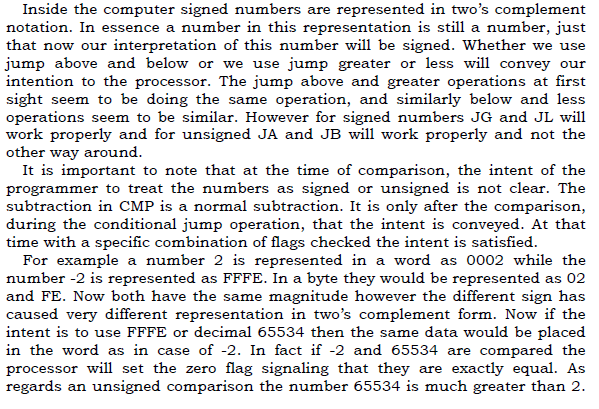 Inside the computer signed numbers are represented in two's complement
notation. In essence a number in this representation is still a number, just
that now our interpretation of this number will be signed. Whether we use
jump above and below or we use jump greater or less will convey our
intention to the processor. The jump above and greater operations at first
sight seem to be doing the same operation, and similarly below and less
operations seem to be similar. However for signed numbers JG and JL will
work properly and for unsigned JA and JB will work properly and not the
other way around.
It is important to note that at the time of comparison, the intent of the
programmer to treat the numbers as signed or unsigned is not clear. The
subtraction in CMP is a normal subtraction. It is only after the comparison,
during the conditional jump operation, that the intent is conveyed. At that
time with a specific combination of flags checked the intent is satisfied.
For example a number 2 is represented in a word as 0002 while the
number -2 is represented as FFFE. In a byte they would be represented as 02
and FE. Now both have the same magnitude however the different sign has
caused very different representation in two's complement form. Now if the
intent is to use FFFE or decimal 65534 then the same data would be placed
in the word as in case of -2. In fact if -2 and 65534 are compared the
processor will set the zero flag signaling that they are exactly equal. As
regards an unsigned comparison the number 65534 is much greater than 2.